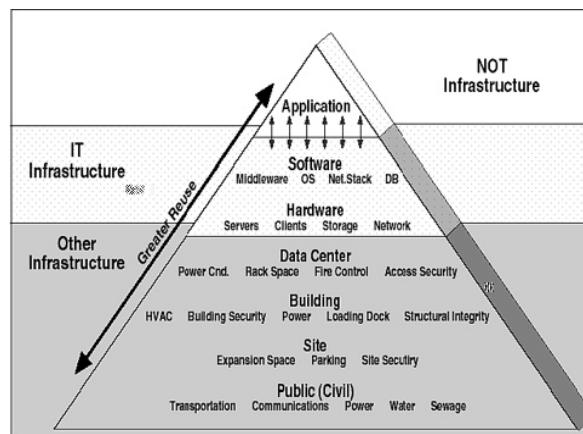 NOT
Infrastructure
Application
IT
Infrastructure
Software
Middleware OS Net.Stack DB
Hardware
Servers Clients Storage Network
Greater Reuse
Other
Infrastructure
Data Center
Power Cnd. Rack Space Fire Control Access Security
Building
HVAC Building Security Power Loading Dock Structural Integrity
Site
Expansion Space Parking Site Secutiry
Public (Civil)
Transportation Communications Power Water Sewage